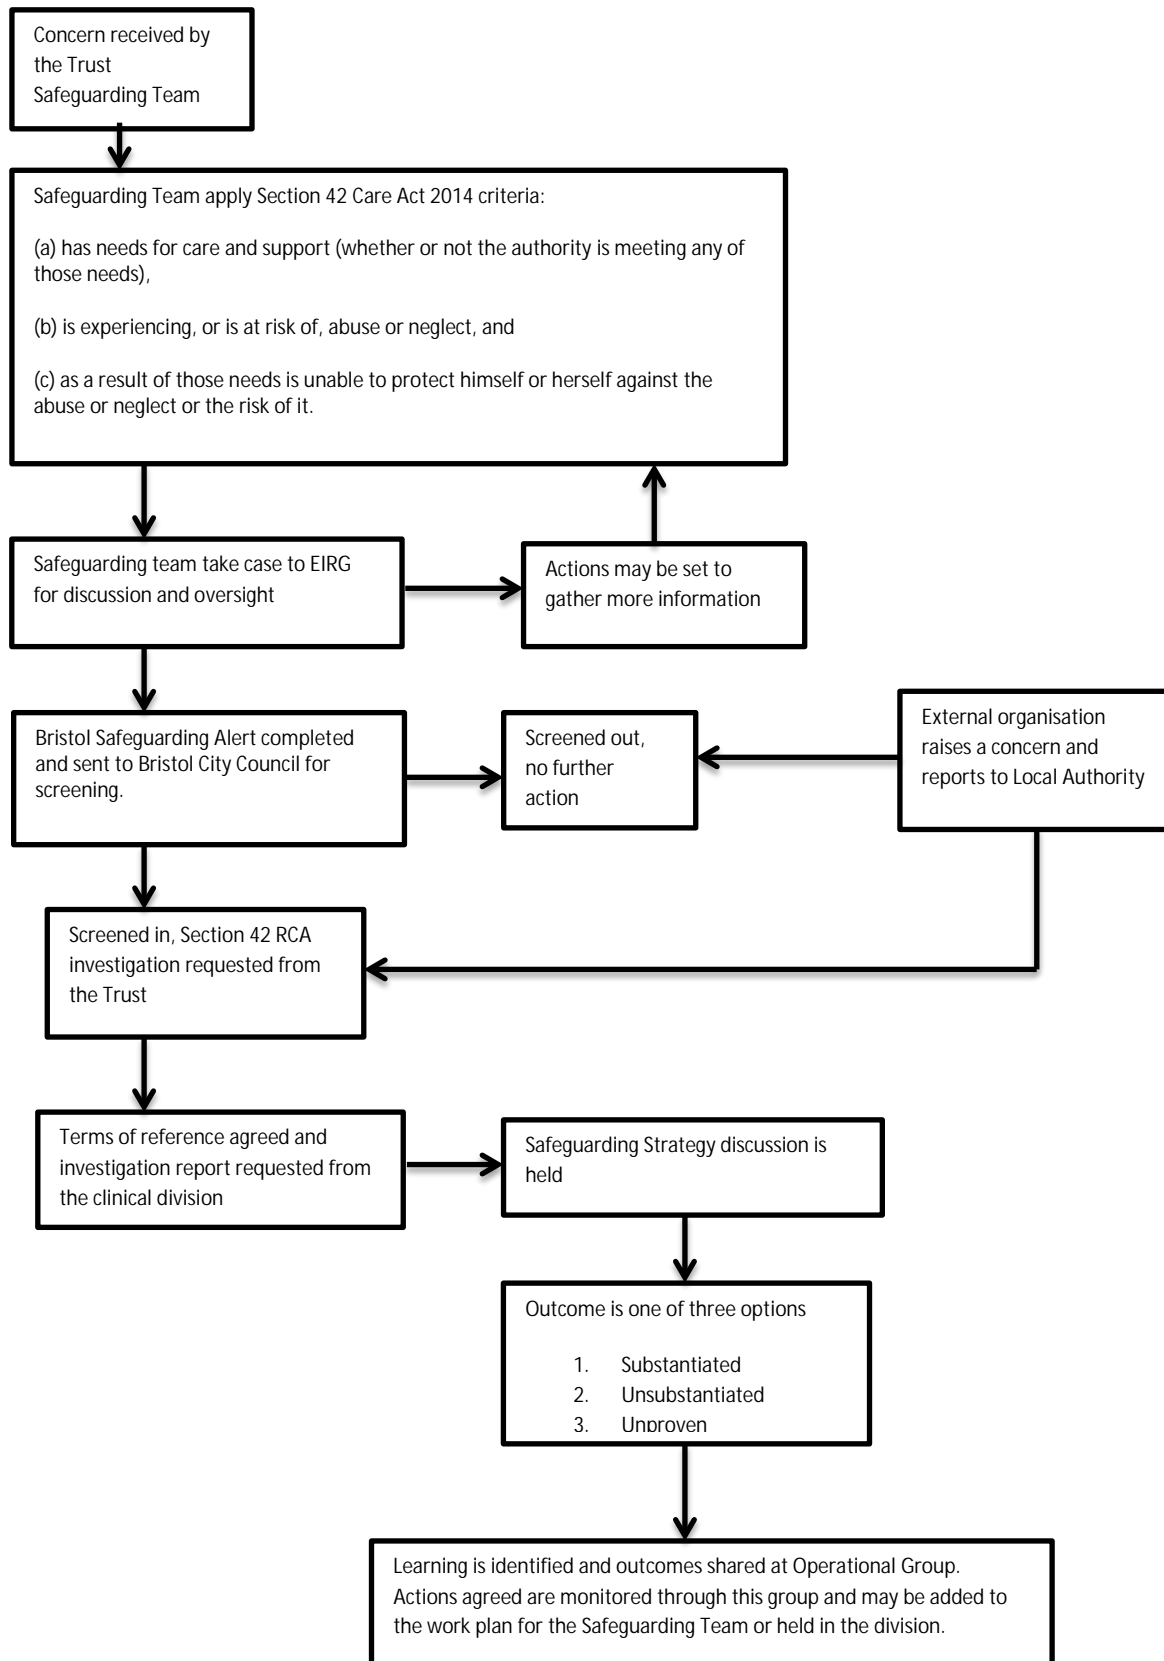 Concern received by
the Trust
Safeguarding Team
Safeguarding Team apply Section 42 Care Act 2014 criteria:
(a) has needs for care and support (whether or not the authority is meeting any of
those needs),
(b) is experiencing, or is at risk of, abuse or neglect, and
(c) as a result of those needs is unable to protect himself or herself against the
abuse or neglect or the risk of it.
Safeguarding team take case to EIRG
for discussion and oversight
Actions may be set to
gather more information
Bristol Safeguarding Alert completed
and sent to Bristol City Council for
screening.
Screened out,
no further
action
External organisation
raises a concern and
reports to Local Authority
Screened in, Section 42 RCA
investigation requested from
the Trust
Terms of reference agreed and
investigation report requested from
the clinical division
Safeguarding Strategy discussion is
held
Outcome is one of three options
1. Substantiated
2. Unsubstantiated
3. Unproven
Learning is identified and outcomes shared at Operational Group.
Actions agreed are monitored through this group and may be added to
the work plan for the Safeguarding Team or held in the division.